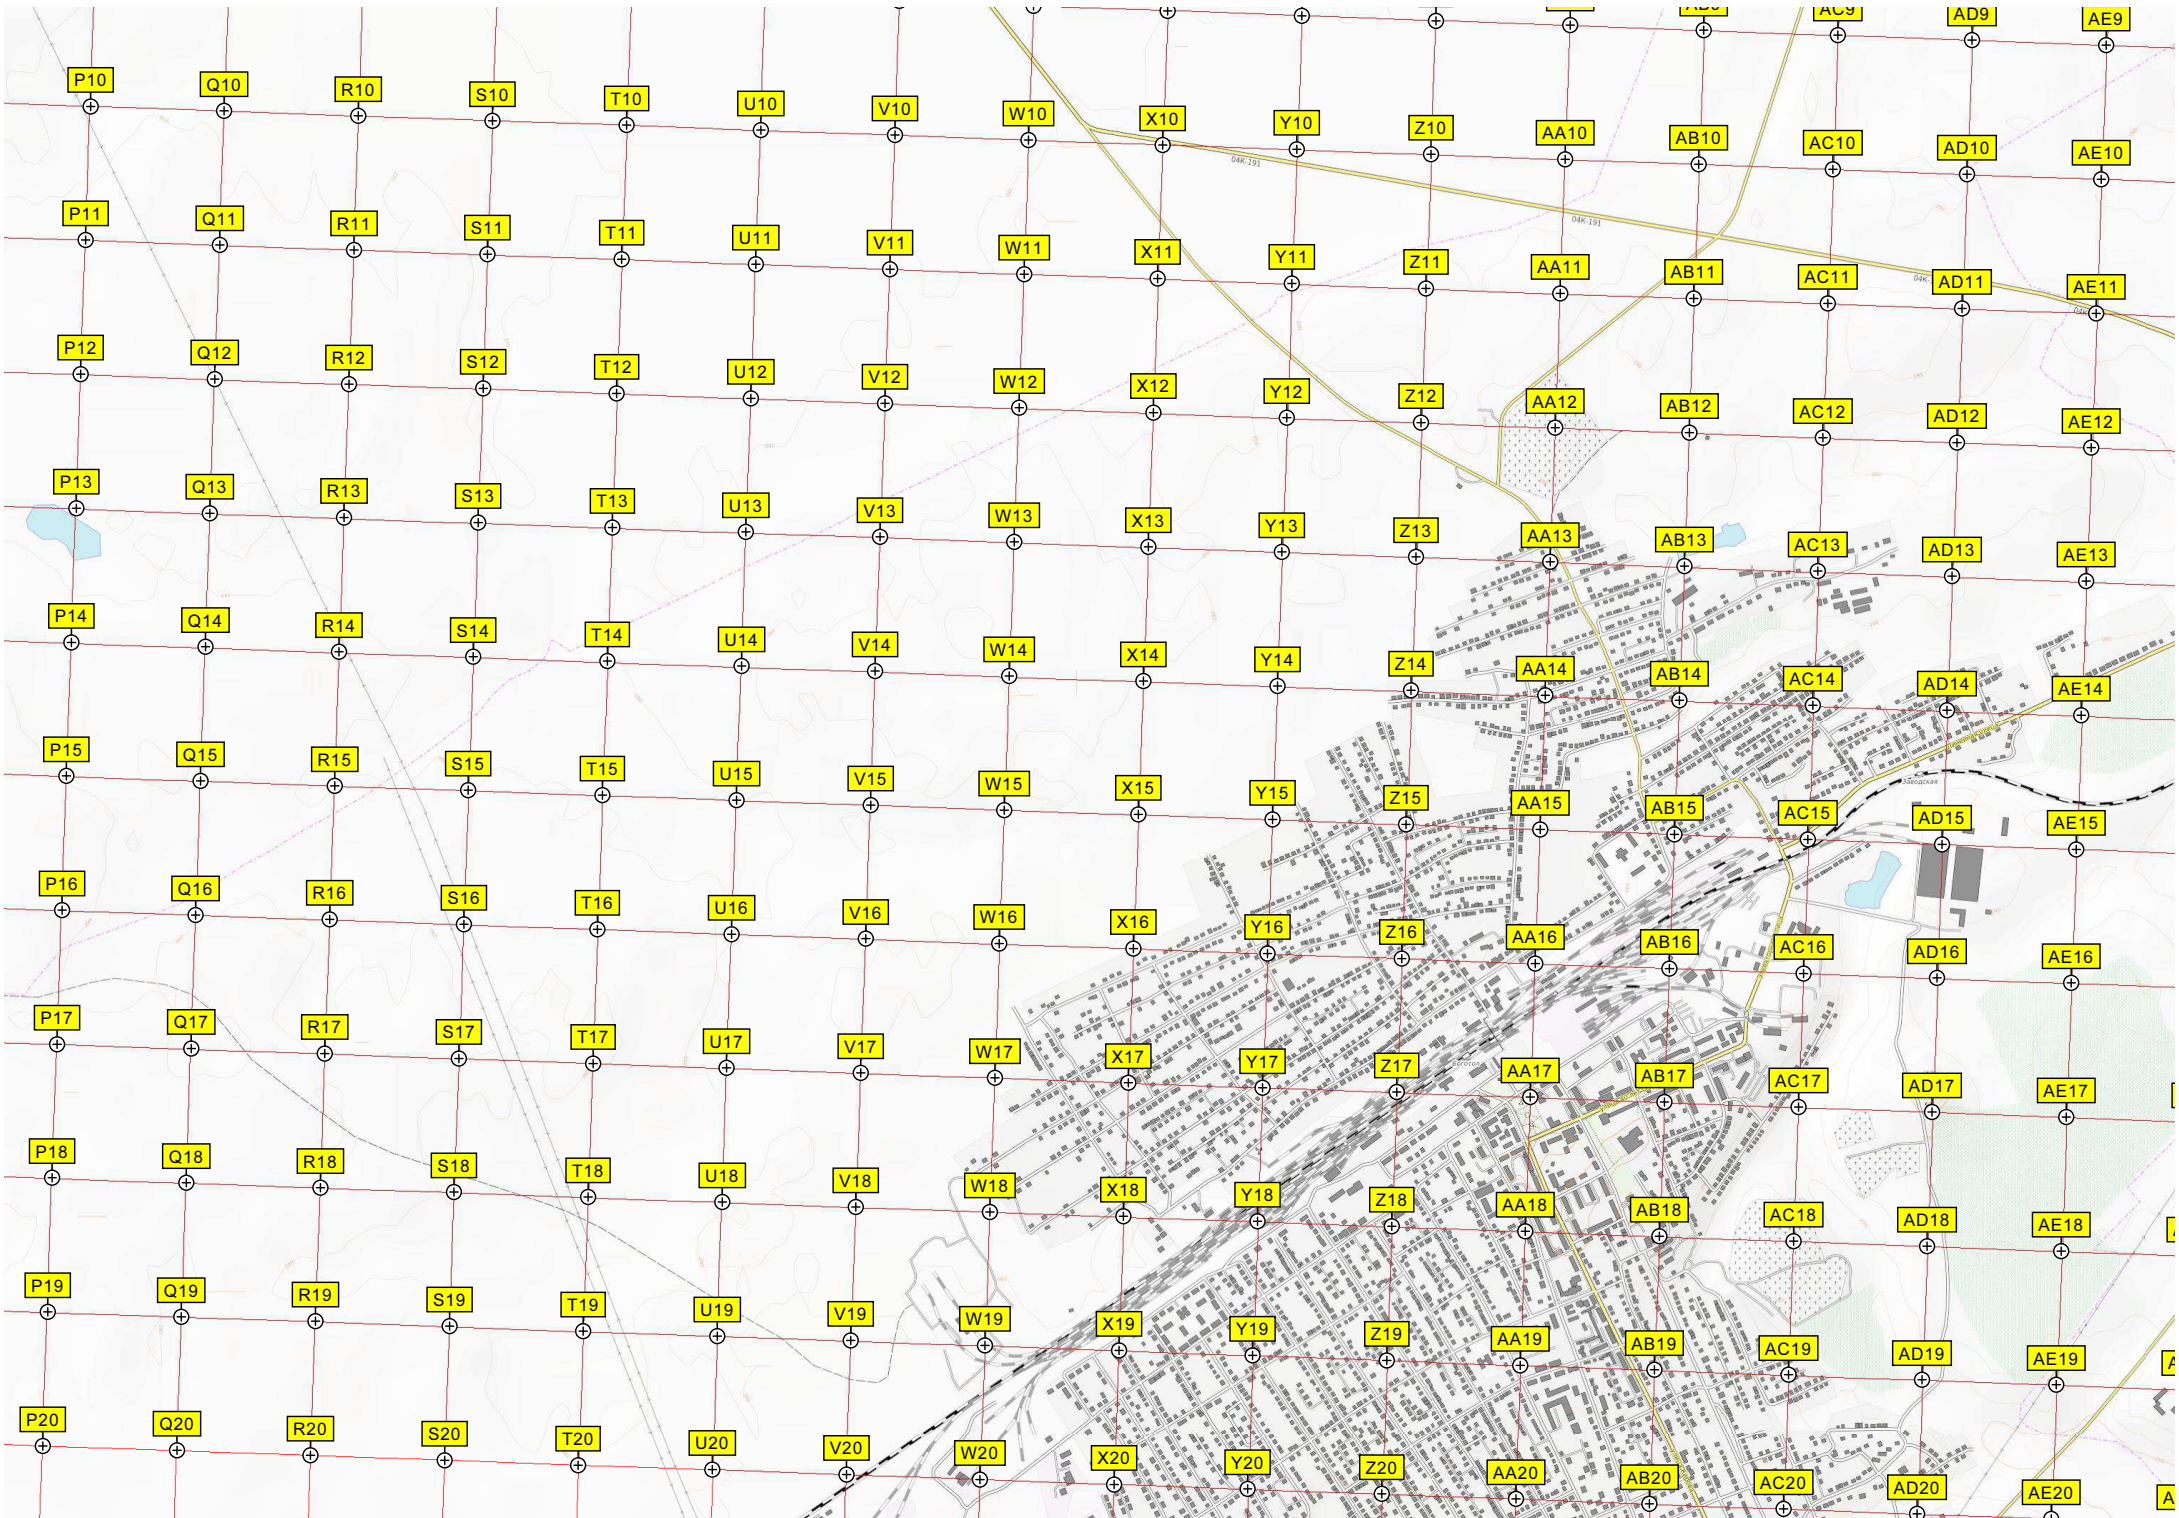 AB9 AC9 AD9 AE9
P10 Q10 R10 S10 T10 U10 V10 W10 X10 Y10 Z10 AA10 AB10 AC10 AD10 AE10
04К-191
04К-191
P11 Q11 R11 S11 T11 U11 V11 W11 X11 Y11 Z11 AA11 AB11 AC11 AD11 AE11
P12 Q12 R12 S12 T12 U12 V12 W12 X12 Y12 Z12 AA12 AB12 AC12 AD12 AE12
P13 Q13 R13 S13 T13 U13 V13 W13 X13 Y13 Z13 AA13 AB13 AC13 AD13 AE13
P14 Q14 R14 S14 T14 U14 V14 W14 X14 Y14 Z14 AA14 AB14 AC14 AD14 AE14
Заводская
P15 Q15 R15 S15 T15 U15 V15 W15 X15 Y15 Z15 AA15 AB15 AC15 AD15 AE15
P16 Q16 R16 S16 T16 U16 V16 W16 X16 Y16 Z16 AA16 AB16 AC16 AD16 AE16
P17 Q17 R17 S17 T17 U17 V17 W17 X17 Y17 Z17 AA17 AB17 AC17 AD17 AE17
Боготол
P18 Q18 R18 S18 T18 U18 V18 W18 X18 Y18 Z18 AA18 AB18 AC18 AD18 AE18
P19 Q19 R19 S19 T19 U19 V19 W19 X19 Y19 Z19 AA19 AB19 AC19 AD19 AE19
P20 Q20 R20 S20 T20 U20 V20 W20 X20 Y20 Z20 AA20 AB20 AC20 AD20 AE20